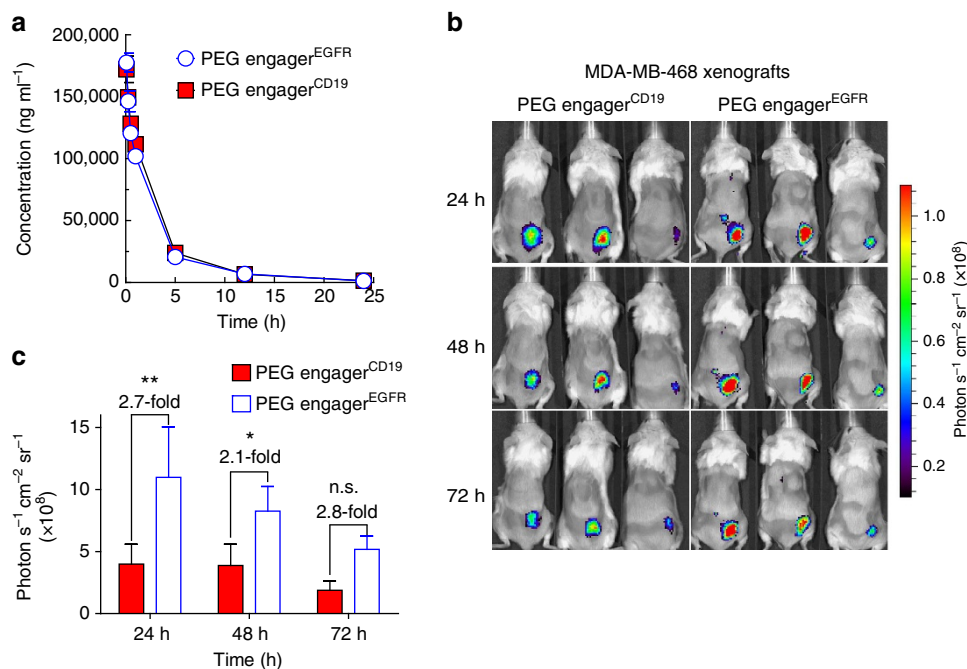 a
200,000
150,000
100,000
50,000
0
Concentration (ng ml⁻¹)
0 5 10 15 20 25
Time (h)
PEG engager^EGFR
PEG engager^CD19
b
MDA-MB-468 xenografts
PEG engager^CD19 PEG engager^EGFR
24 h
48 h
72 h
1.0
0.8
0.6
0.4
0.2
Photon s⁻¹ cm⁻² sr⁻¹ (×10⁸)
c
PEG engager^CD19
PEG engager^EGFR
**
2.7-fold
*
2.1-fold
n.s.
2.8-fold
15
10
5
0
Photon s⁻¹ cm⁻² sr⁻¹
(×10⁸)
24 h 48 h 72 h
Time (h)